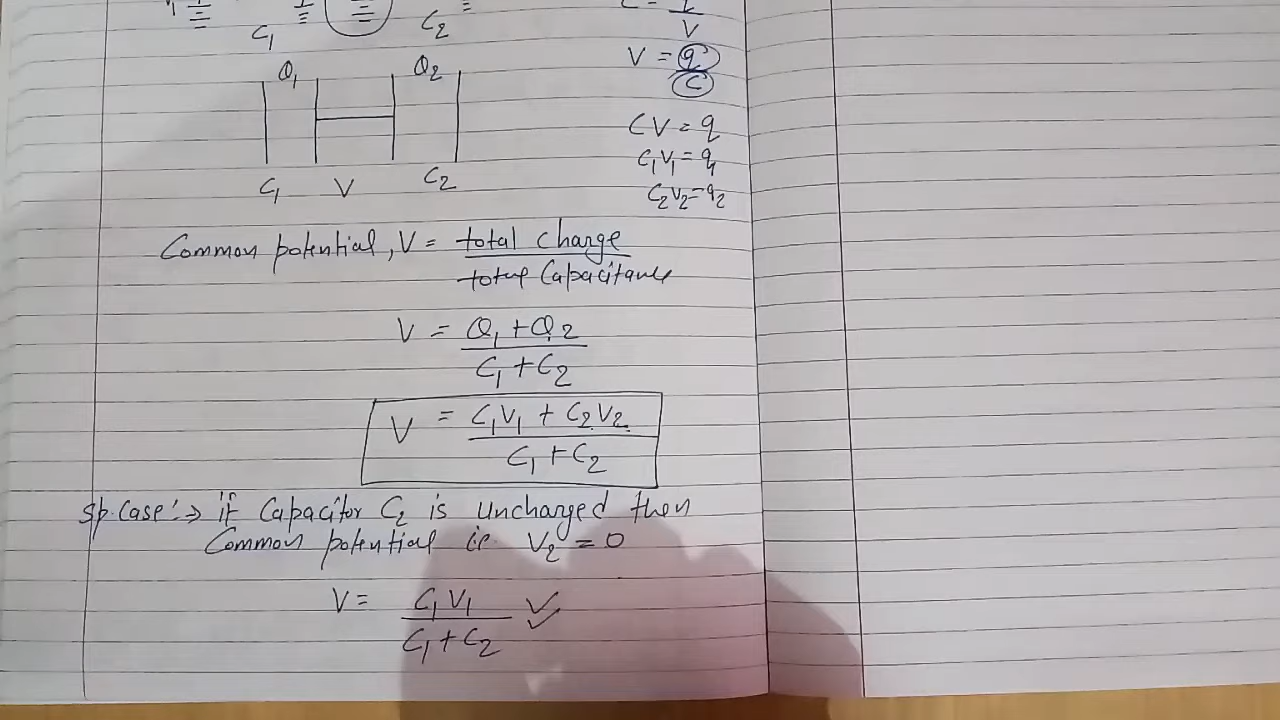 C₁ C₂
V
V = q/C
Q₁ Q₂
CV = q
C₁V₁ = q₁
C₂V₂ = q₂
C₁ V C₂
Common potential, V = total charge / total Capacitance
V = Q₁ + Q₂ / C₁ + C₂
V = C₁V₁ + C₂V₂ / C₁ + C₂
Sp. Case :→ if Capacitor C₂ is uncharged then
Common potential is V₂ = 0
V = C₁V₁ / C₁ + C₂